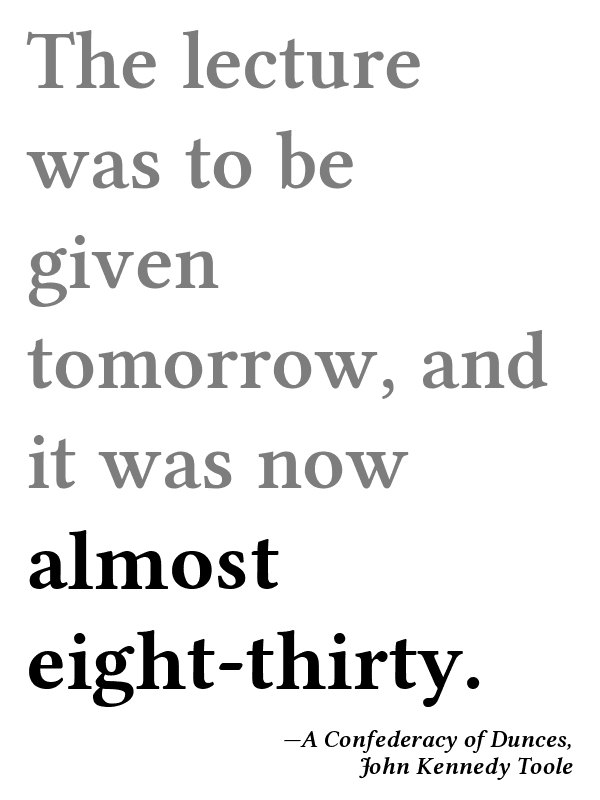 The lecture
was to be
given
tomorrow, and
it was now
almost
eight-thirty.
—A Confederacy of Dunces,
John Kennedy Toole